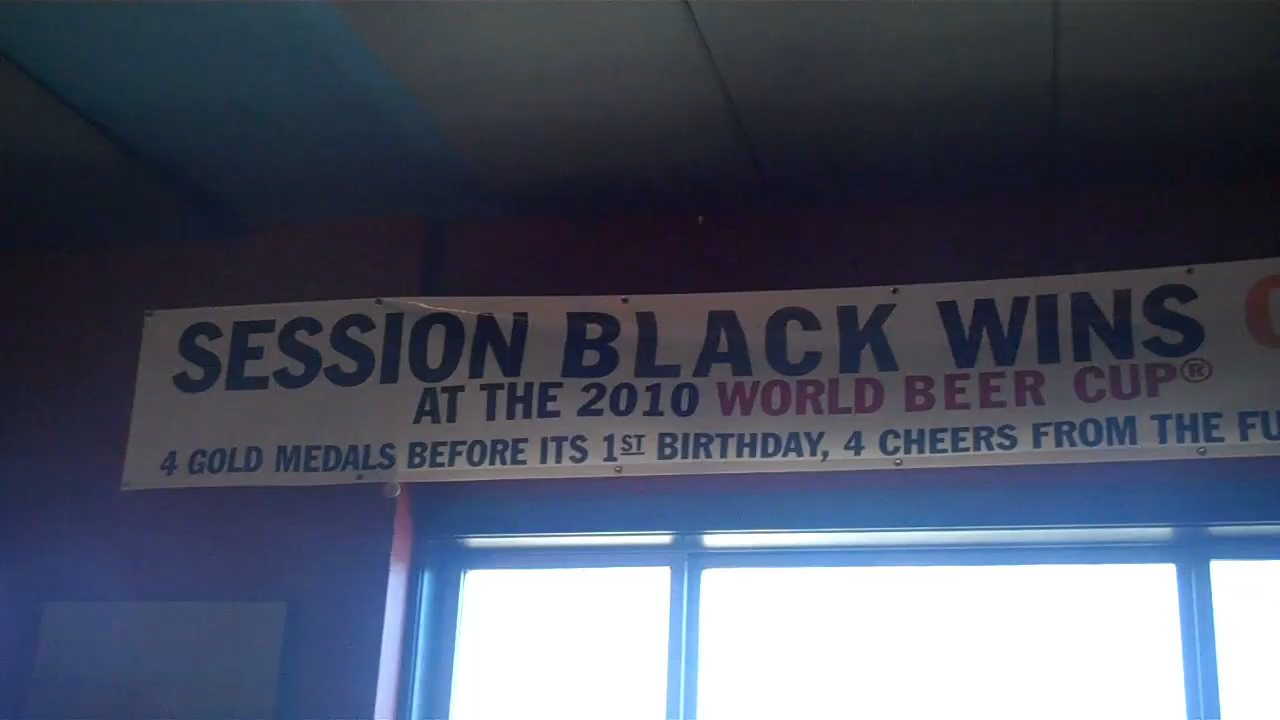 SESSION BLACK WINS
AT THE 2010 WORLD BEER CUP®
4 GOLD MEDALS BEFORE ITS 1ST BIRTHDAY, 4 CHEERS FROM THE